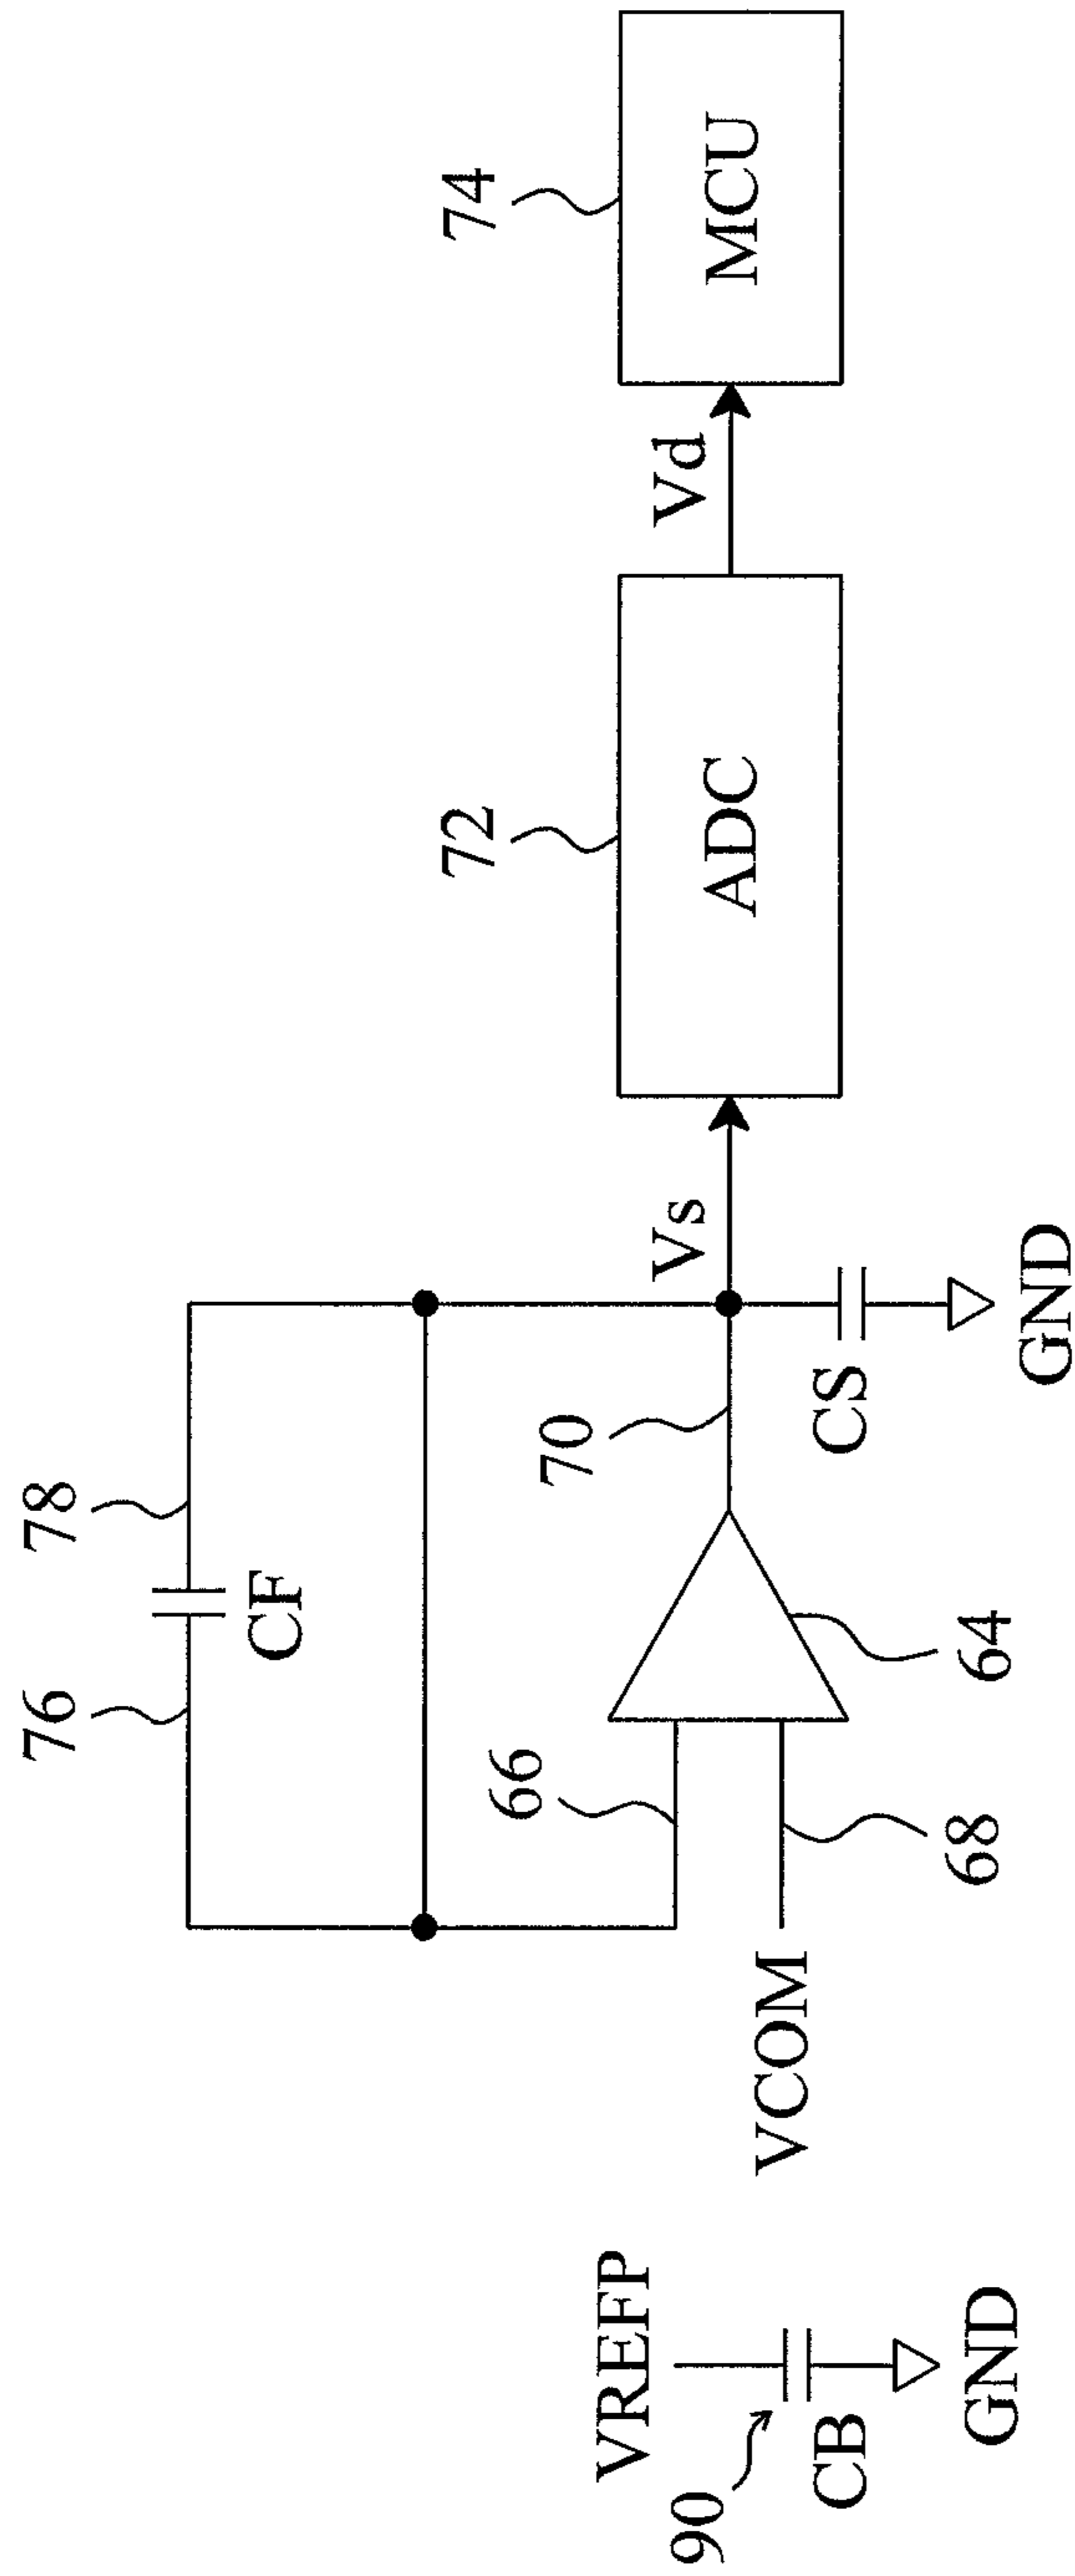 76
78
CF
66
70
74
72
Vs
Vd
ADC
MCU
VREFP
90
CB
GND
VCOM
68
64
CS
GND